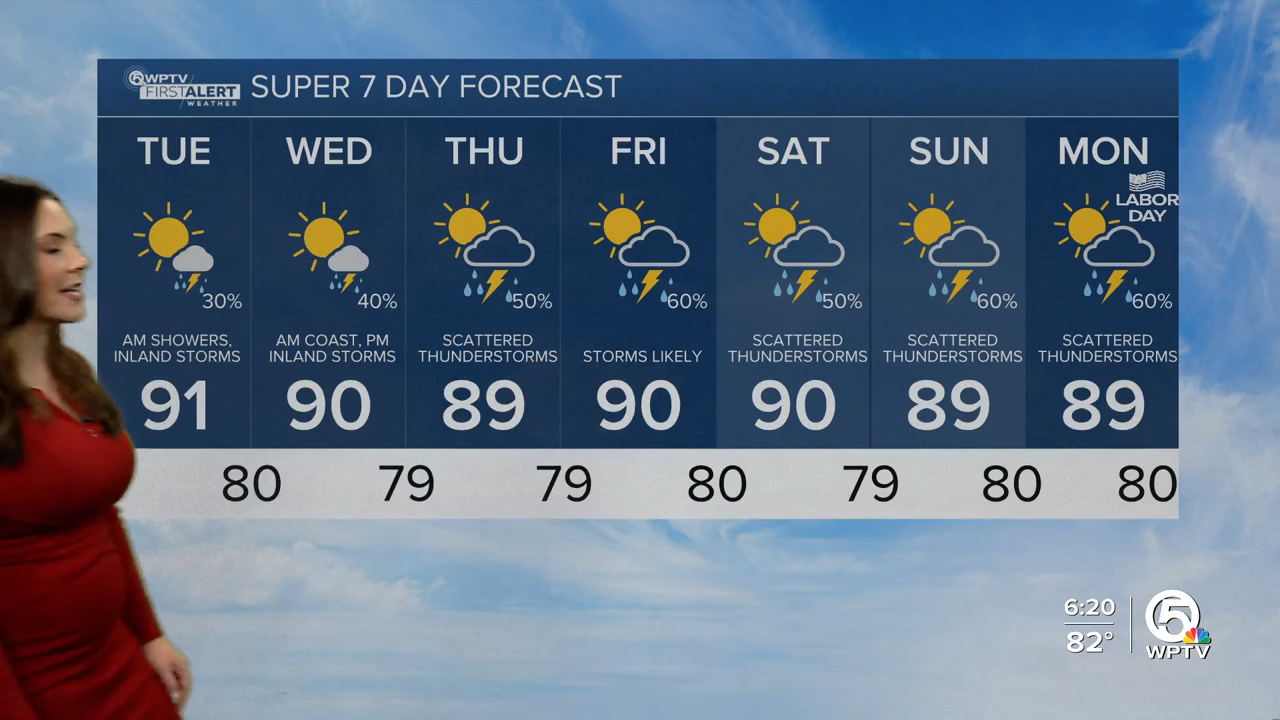 5 WPTV
FIRST ALERT
WEATHER
SUPER 7 DAY FORECAST
TUE WED THU FRI SAT SUN MON
LABOR
DAY
30% 40% 50% 60% 50% 60% 60%
AM SHOWERS,
INLAND STORMS
AM COAST, PM
INLAND STORMS
SCATTERED
THUNDERSTORMS
STORMS LIKELY
SCATTERED
THUNDERSTORMS
SCATTERED
THUNDERSTORMS
SCATTERED
THUNDERSTORMS
91 90 89 90 90 89 89
80 79 79 80 79 80 80
6:20
82°
5
WPTV